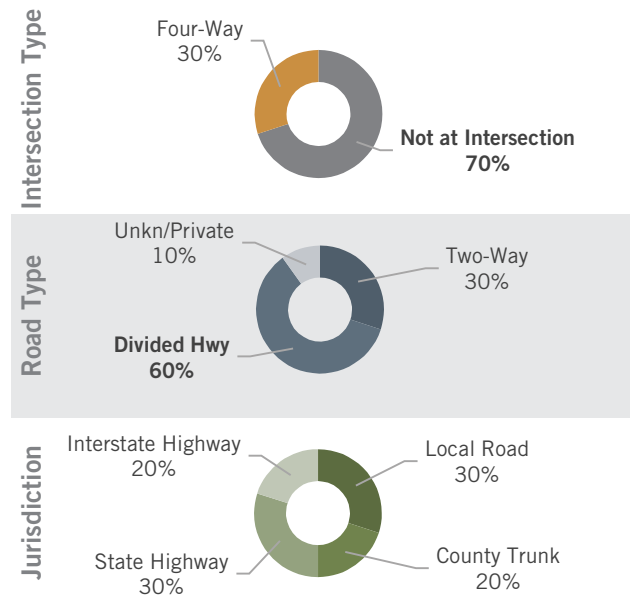 Intersection Type
Four-Way
30%
Not at Intersection
70%
Road Type
Unkn/Private
10%
Two-Way
30%
Divided Hwy
60%
Jurisdiction
Interstate Highway
20%
Local Road
30%
State Highway
30%
County Trunk
20%